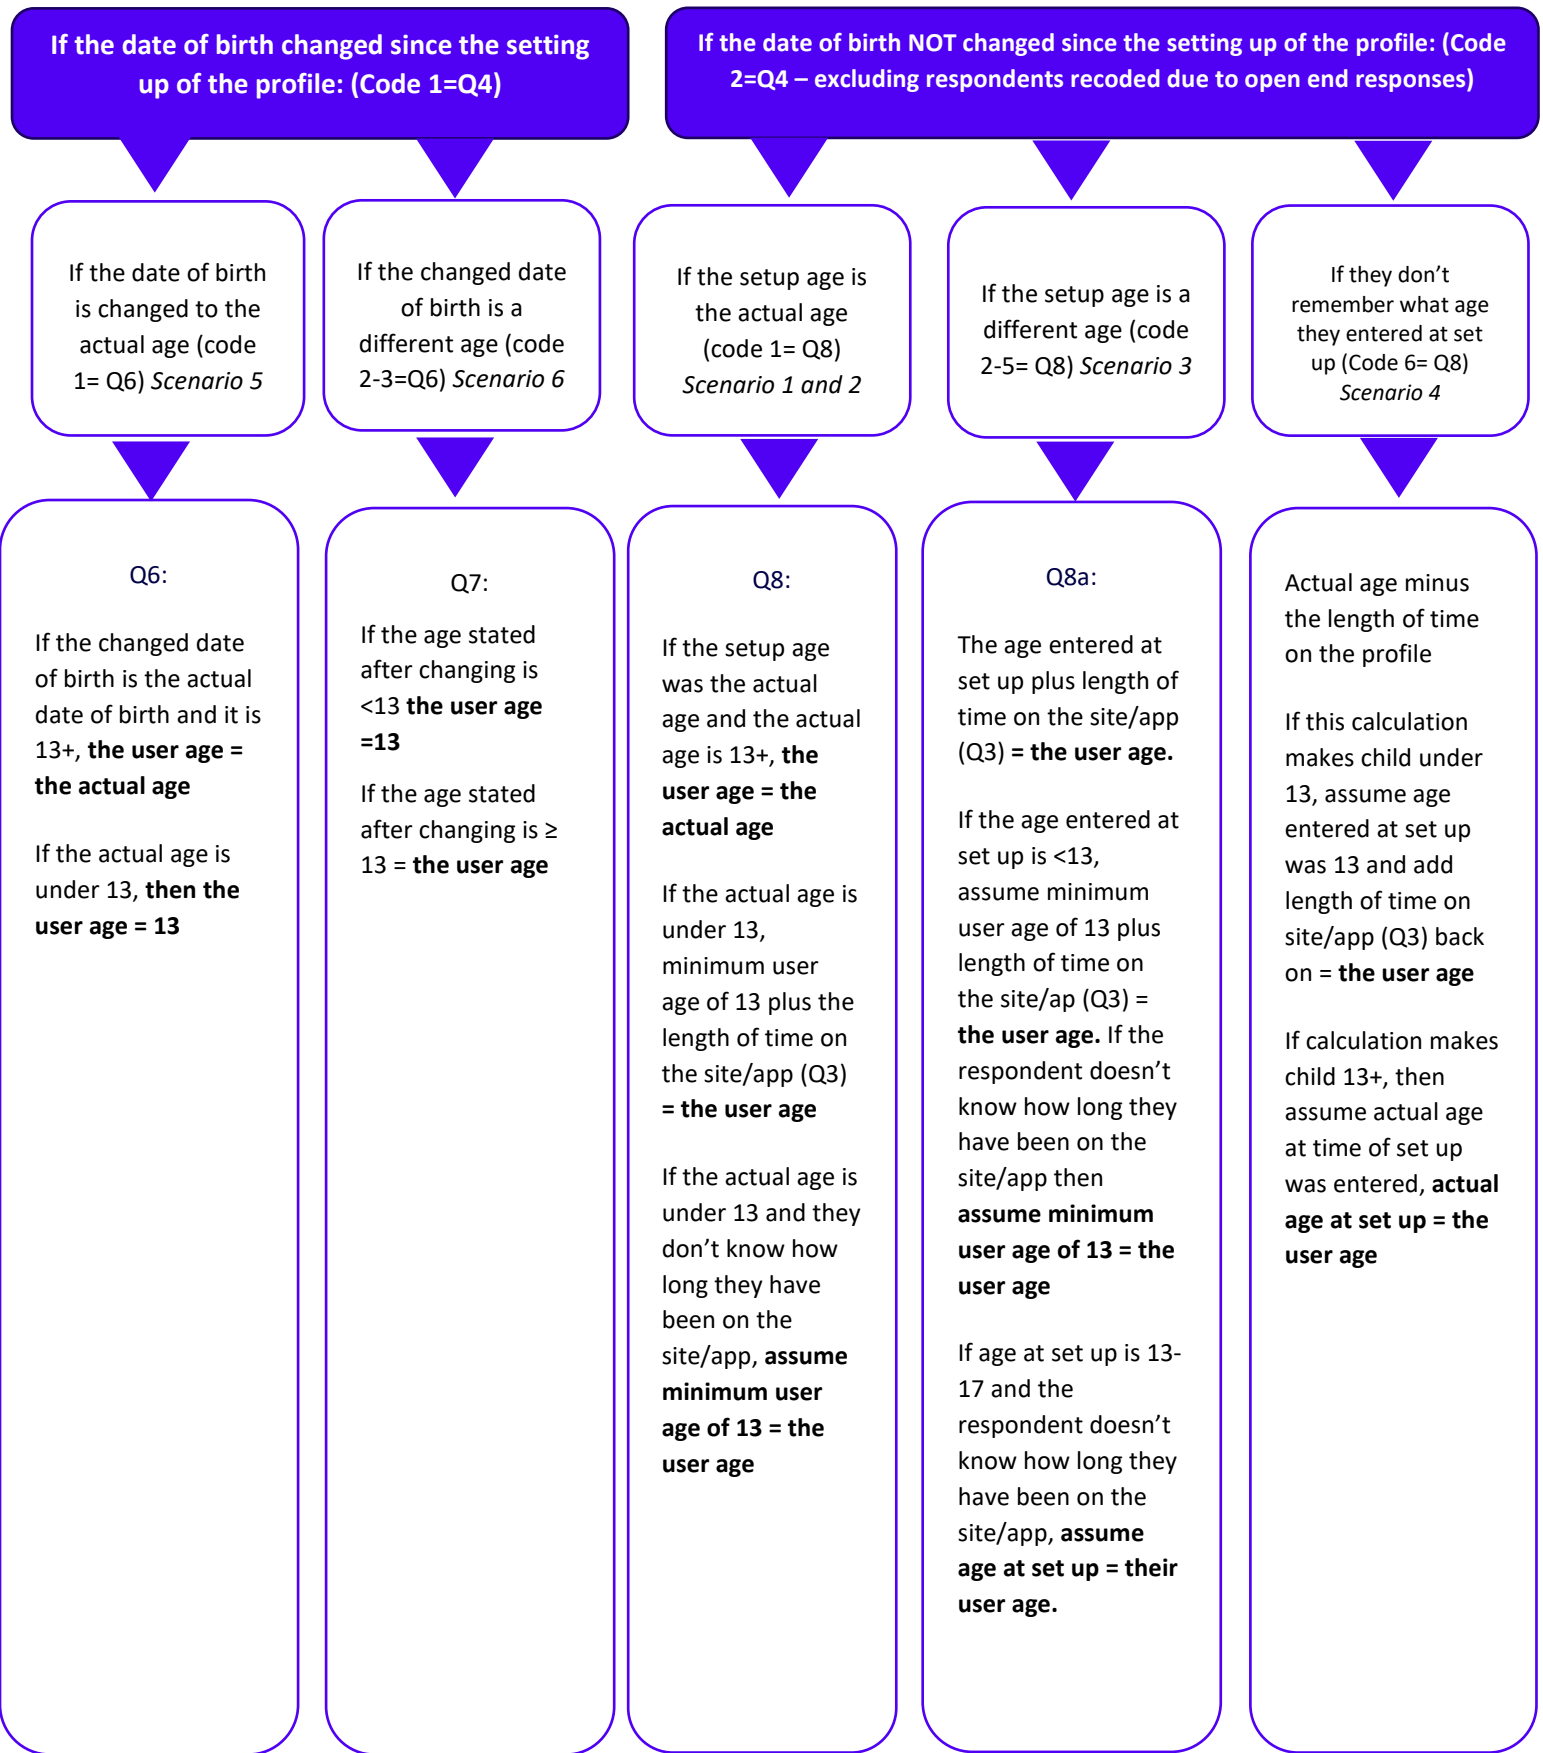 If the date of birth changed since the setting
up of the profile: (Code 1=Q4)
If the date of birth NOT changed since the setting up of the profile: (Code
2=Q4 – excluding respondents recoded due to open end responses)
If the date of birth
is changed to the
actual age (code
1= Q6) Scenario 5
If the changed date
of birth is a
different age (code
2-3=Q6) Scenario 6
If the setup age is
the actual age
(code 1= Q8)
Scenario 1 and 2
If the setup age is a
different age (code
2-5= Q8) Scenario 3
If they don’t
remember what age
they entered at set
up (Code 6= Q8)
Scenario 4
Q6:
If the changed date
of birth is the actual
date of birth and it is
13+, the user age =
the actual age
If the actual age is
under 13, then the
user age = 13
Q7:
If the age stated
after changing is
<13 the user age
=13
If the age stated
after changing is ≥
13 = the user age
Q8:
If the setup age
was the actual
age and the actual
age is 13+, the
user age = the
actual age
If the actual age is
under 13,
minimum user
age of 13 plus the
length of time on
the site/app (Q3)
= the user age
If the actual age is
under 13 and they
don’t know how
long they have
been on the
site/app, assume
minimum user
age of 13 = the
user age
Q8a:
The age entered at
set up plus length of
time on the site/app
(Q3) = the user age.
If the age entered at
set up is <13,
assume minimum
user age of 13 plus
length of time on
the site/ap (Q3) =
the user age. If the
respondent doesn’t
know how long they
have been on the
site/app then
assume minimum
user age of 13 = the
user age
If age at set up is 13-
17 and the
respondent doesn’t
know how long they
have been on the
site/app, assume
age at set up = their
user age.
Actual age minus
the length of time
on the profile
If this calculation
makes child under
13, assume age
entered at set up
was 13 and add
length of time on
site/app (Q3) back
on = the user age
If calculation makes
child 13+, then
assume actual age
at time of set up
was entered, actual
age at set up = the
user age